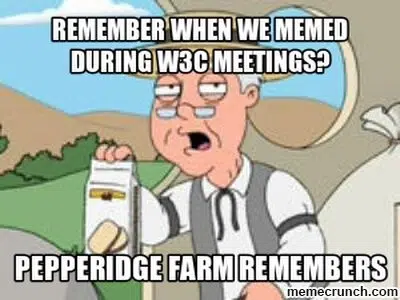 REMEMBER WHEN WE MEMED
DURING W3C MEETINGS?
PEPPERIDGE FARM REMEMBERS
memecrunch.com